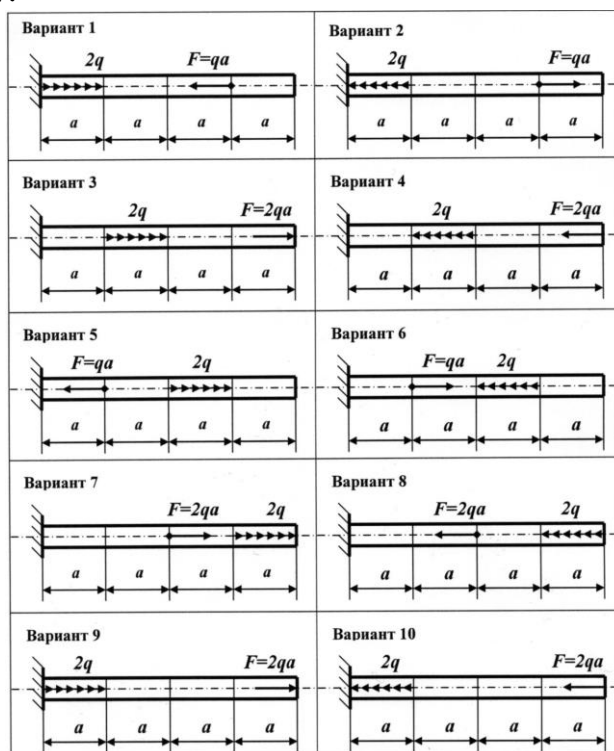 Вариант 1
2q F=qa
a a a a
Вариант 2
2q F=qa
a a a a
Вариант 3
2q F=2qa
a a a a
Вариант 4
2q F=2qa
a a a a
Вариант 5
F=qa 2q
a a a a
Вариант 6
F=qa 2q
a a a a
Вариант 7
F=2qa 2q
a a a a
Вариант 8
F=2qa 2q
a a a a
Вариант 9
2q F=2qa
a a a a
Вариант 10
2q F=2qa
a a a a